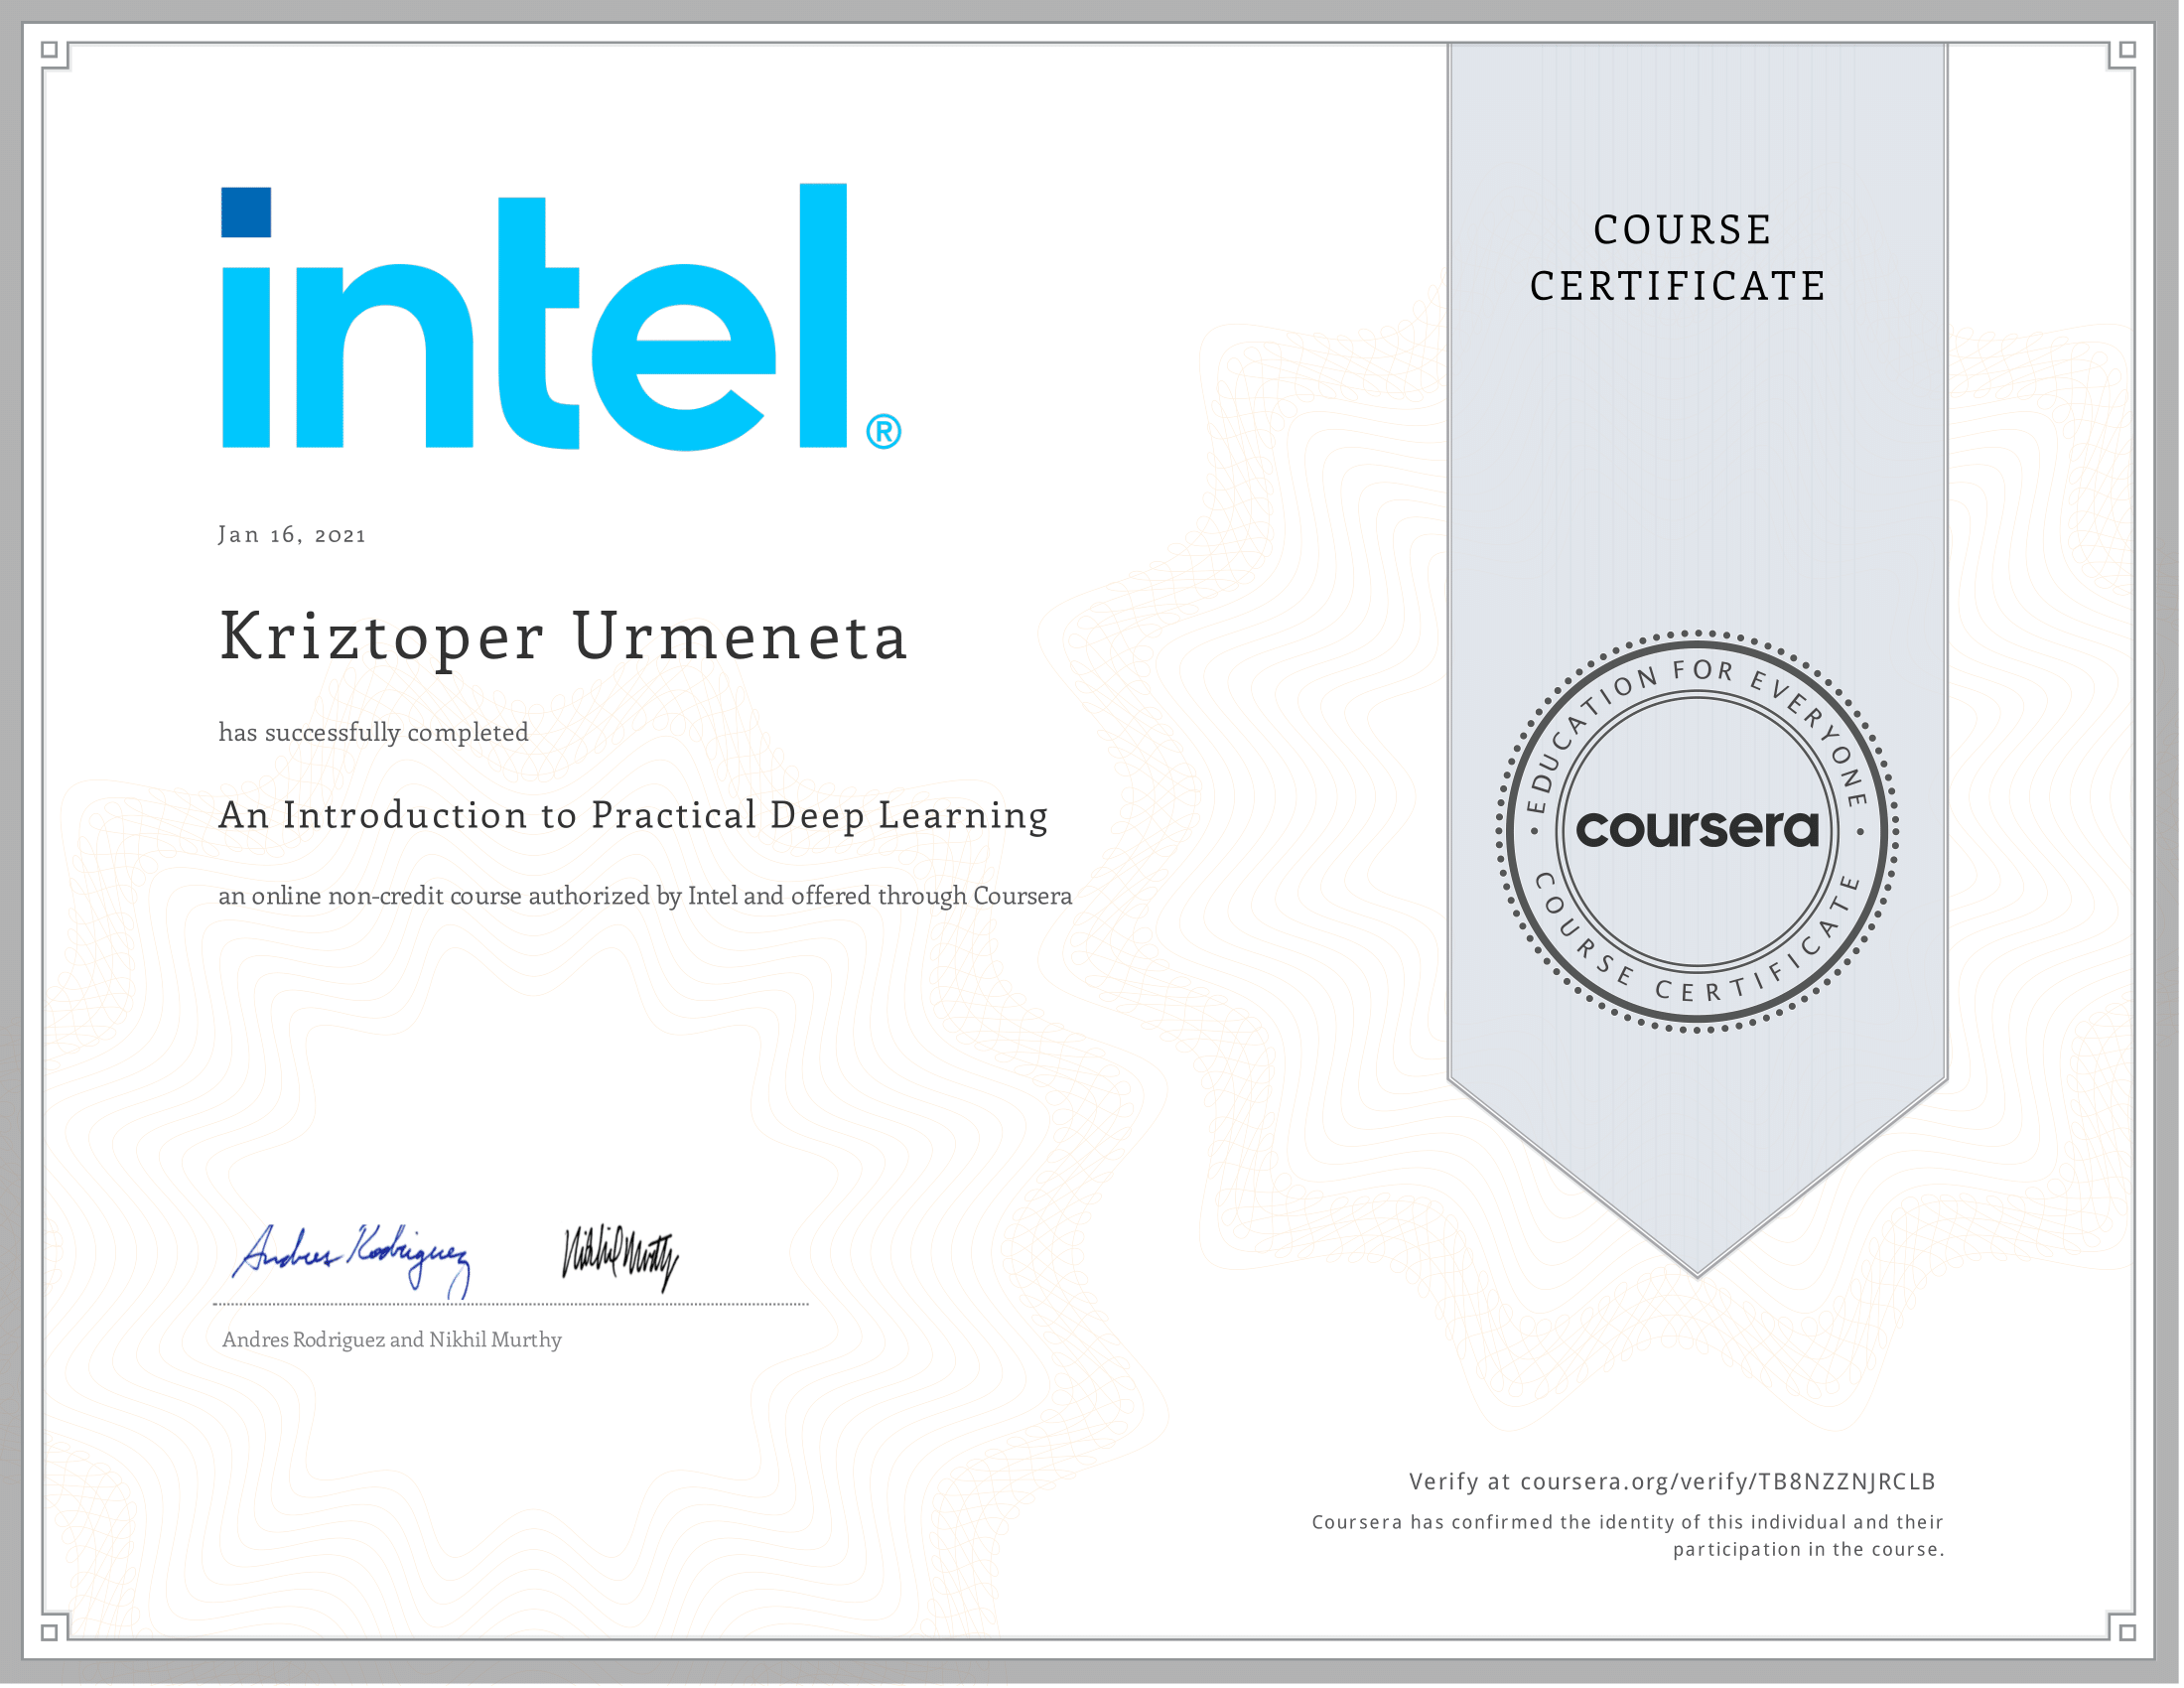 intel®
Jan 16, 2021
Kriztoper Urmeneta
has successfully completed
An Introduction to Practical Deep Learning
an online non-credit course authorized by Intel and offered through Coursera
Andres Rodriguez Nikhil Murthy
Andres Rodriguez and Nikhil Murthy
COURSE
CERTIFICATE
EDUCATION FOR EVERYONE
coursera
COURSE CERTIFICATE
Verify at coursera.org/verify/TB8NZZNJRCLB
Coursera has confirmed the identity of this individual and their
participation in the course.